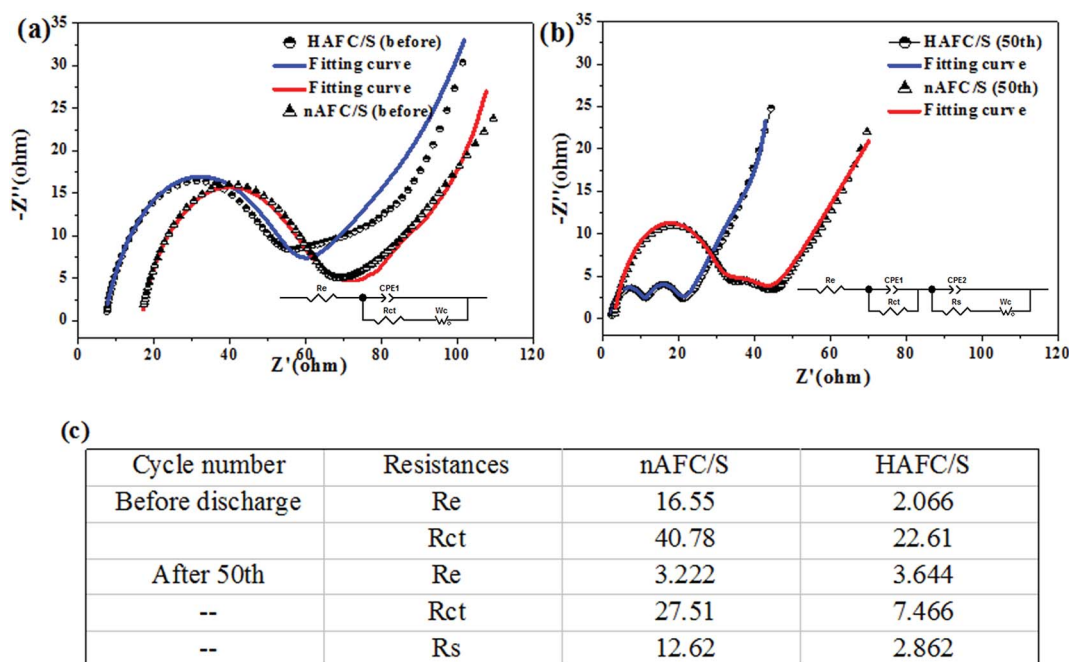 (a)
35
30
25
20
15
10
5
0
-Z''(ohm)
HAFC/S (before)
Fitting curve
Fitting curve
nAFC/S (before)
Re
CPE1
Rct
Wc
0 20 40 60 80 100 120
Z'(ohm)
(b)
35
30
25
20
15
10
5
0
-Z''(ohm)
HAFC/S (50th)
Fitting curve
nAFC/S (50th)
Fitting curve
Re
CPE1
CPE2
Rct
Rs
Wc
0 20 40 60 80 100 120
Z'(ohm)
(c)
Cycle number Resistances nAFC/S HAFC/S
Before discharge Re 16.55 2.066
Rct 40.78 22.61
After 50th Re 3.222 3.644
-- Rct 27.51 7.466
-- Rs 12.62 2.862